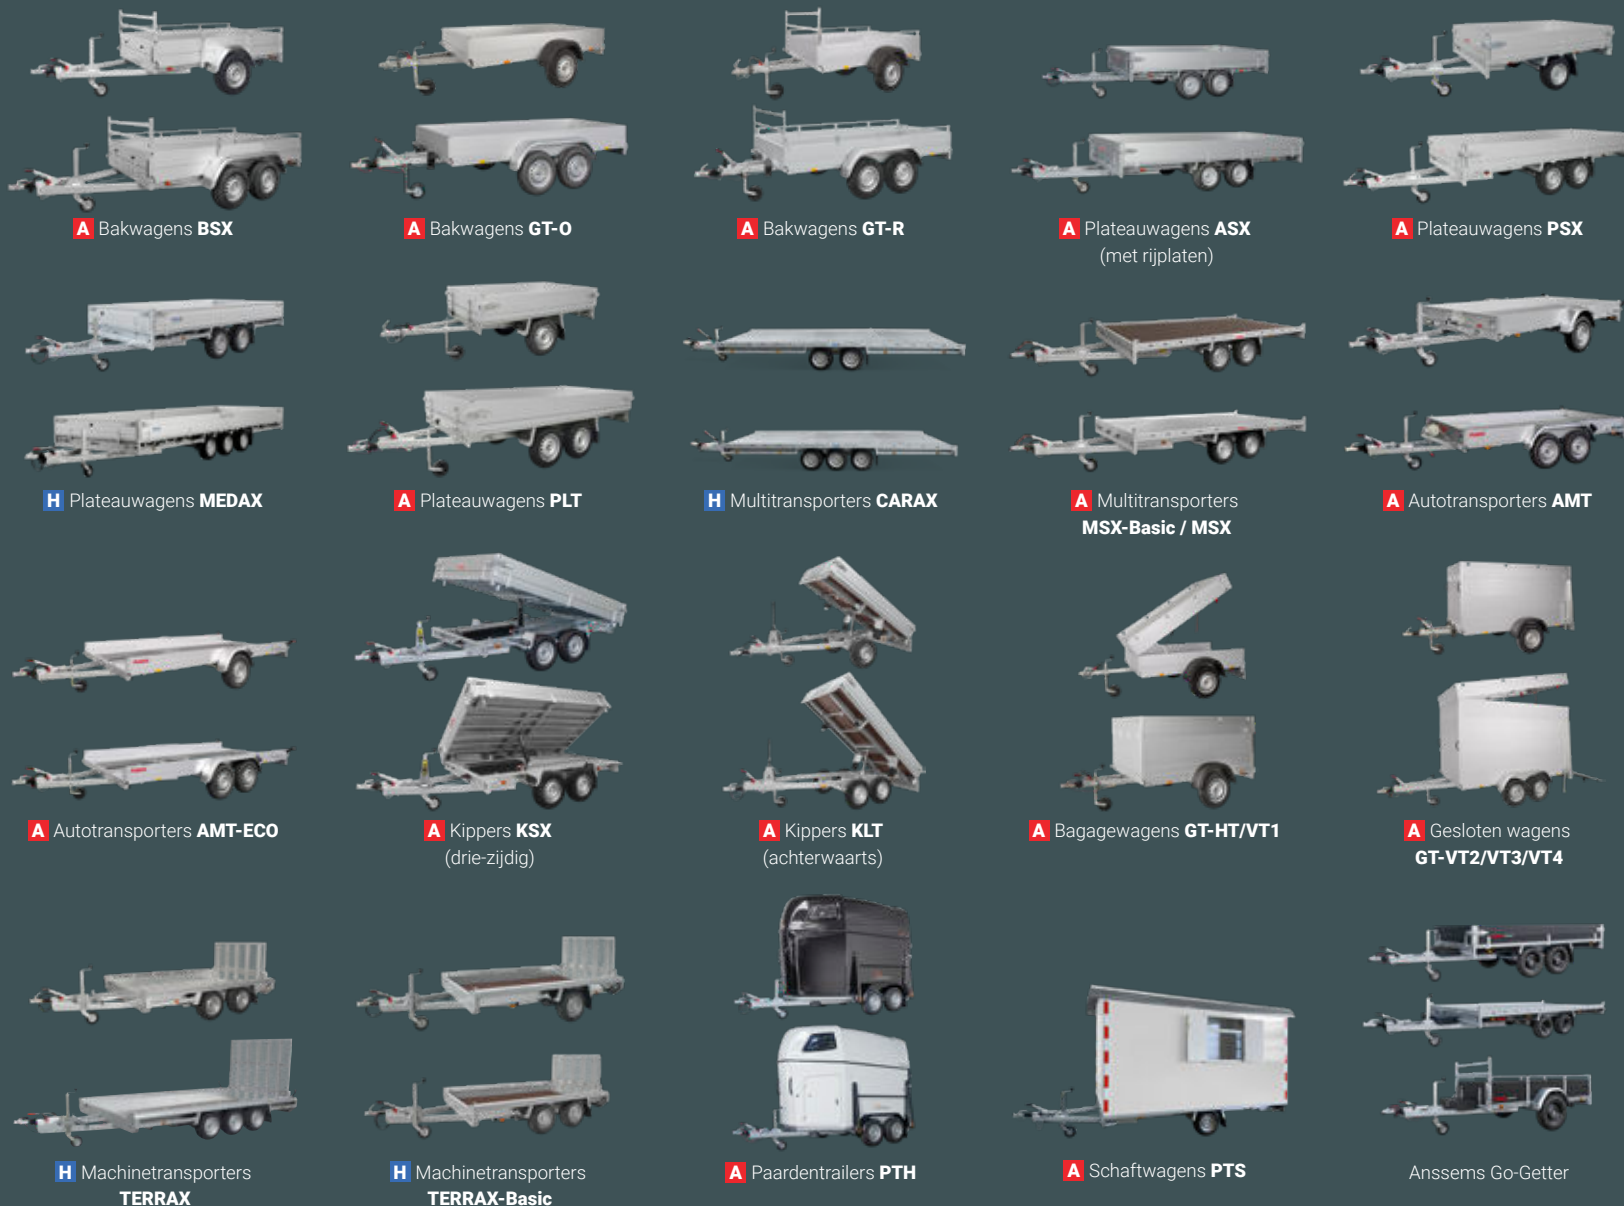 A Bakwagens BSX
A Bakwagens GT-O
A Bakwagens GT-R
A Plateauwagens ASX
(met rijplaten)
A Plateauwagens PSX
H Plateauwagens MEDAX
A Plateauwagens PLT
H Multitransporters CARAX
A Multitransporters
MSX-Basic / MSX
A Autotransporters AMT
A Autotransporters AMT-ECO
A Kippers KSX
(drie-zijdig)
A Kippers KLT
(achterwaarts)
A Bagagewagens GT-HT/VT1
A Gesloten wagens
GT-VT2/VT3/VT4
H Machinetransporters
TERRAX
H Machinetransporters
TERRAX-Basic
A Paardentrailers PTH
A Schaftwagens PTS
Anssems Go-Getter